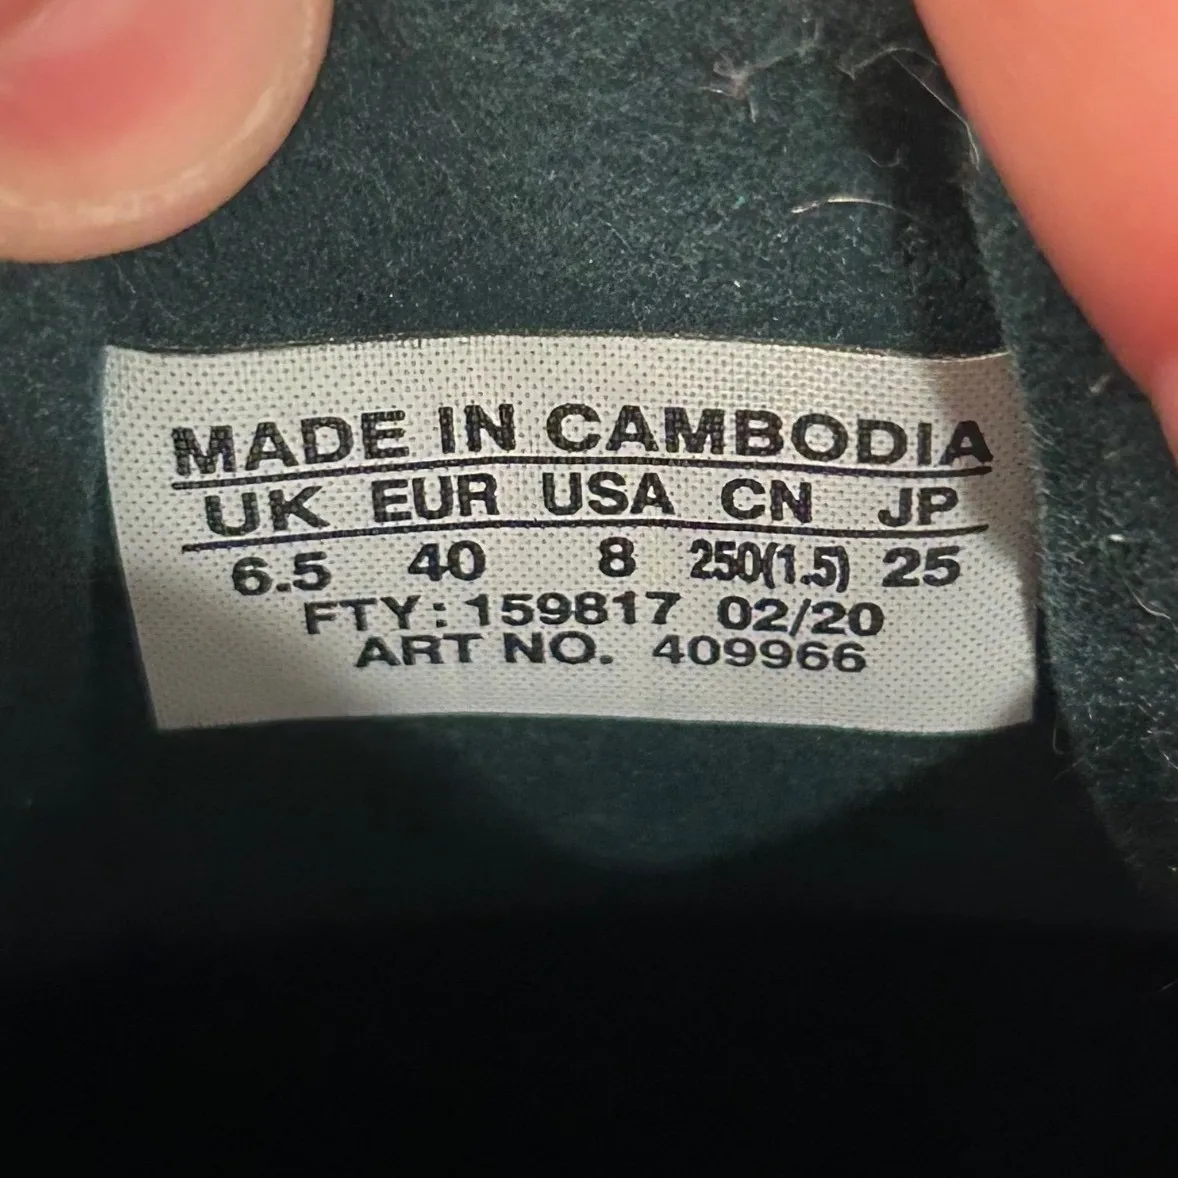 MADE IN CAMBODIA
UK EUR USA CN JP
6.5 40 8 250(1.5) 25
FTY: 159817 02/20
ART NO. 409966